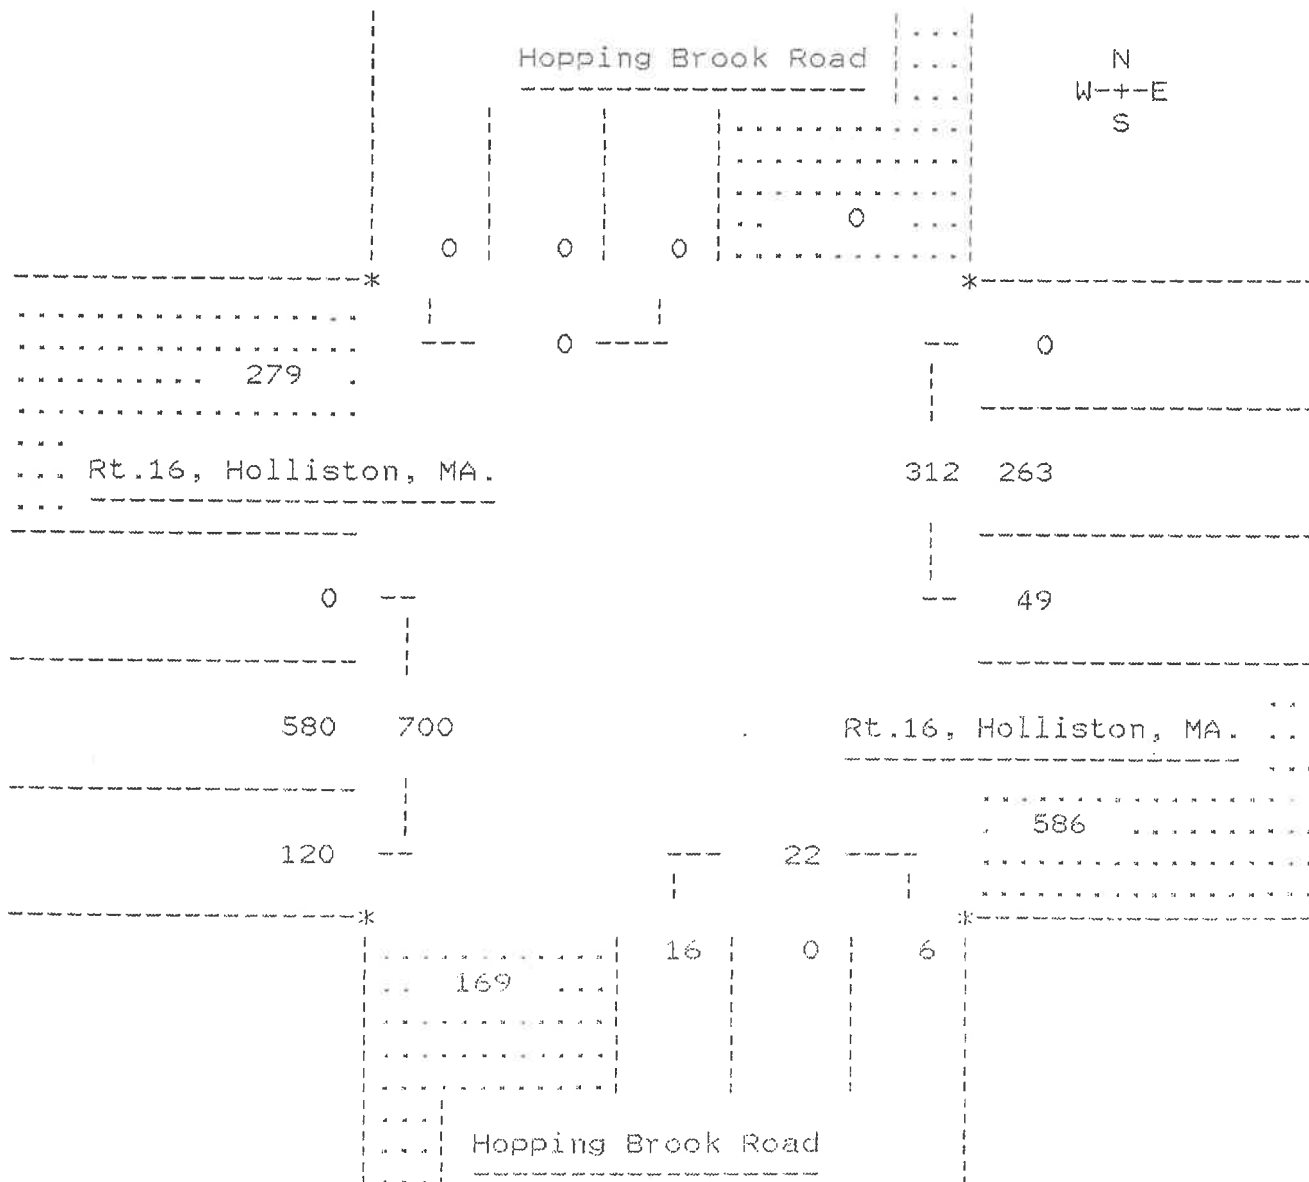 Hopping Brook Road
N
W-+-E
S
0
0 0 0
0 0
279
Rt.16, Holliston, MA.
312 263
0 49
580 700
Rt.16, Holliston, MA.
586
120 22
16 0 6
169
Hopping Brook Road